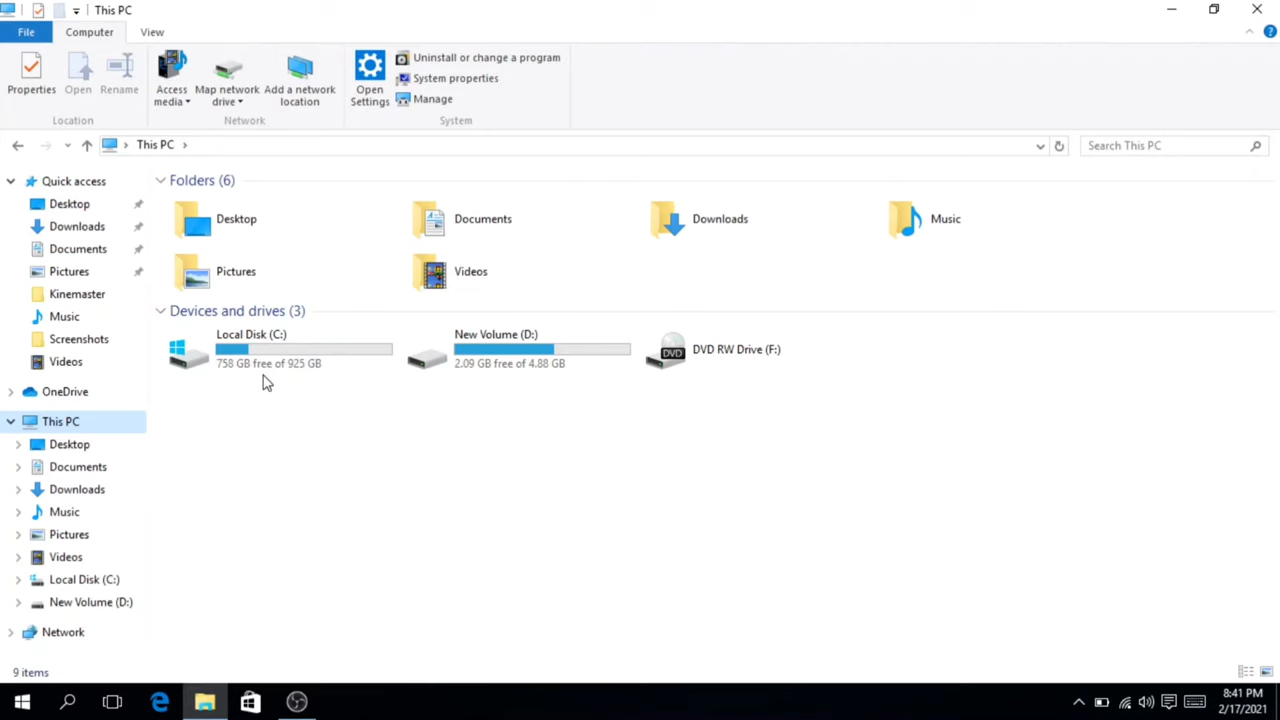 This PC
File Computer View
Properties Open Rename Access media Map network drive Add a network location Open Settings Uninstall or change a program
System properties
Manage
Location Network System
This PC Search This PC
Quick access
Desktop
Downloads
Documents
Pictures
Kinemaster
Music
Screenshots
Videos
OneDrive
This PC
Desktop
Documents
Downloads
Music
Pictures
Videos
Local Disk (C:)
New Volume (D:)
Network
Folders (6)
Desktop Documents Downloads Music
Pictures Videos
Devices and drives (3)
Local Disk (C:)
758 GB free of 925 GB
New Volume (D:)
2.09 GB free of 4.88 GB
DVD
DVD RW Drive (F:)
9 items
8:41 PM
2/17/2021